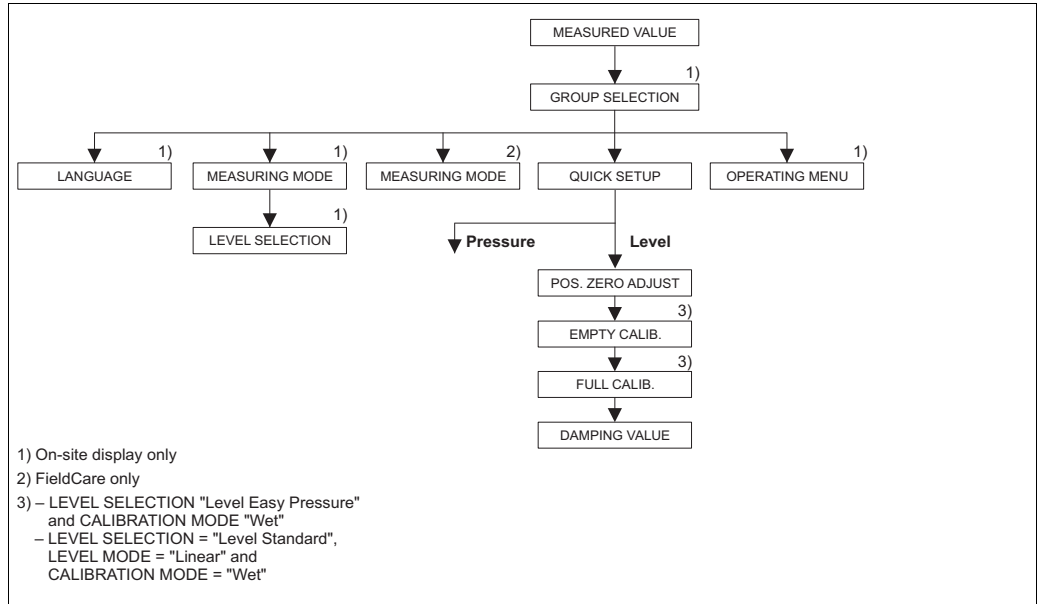 MEASURED VALUE
1)
GROUP SELECTION
1)
1)
2)
1)
LANGUAGE
MEASURING MODE
MEASURING MODE
QUICK SETUP
OPERATING MENU
1)
LEVEL SELECTION
Pressure
Level
POS. ZERO ADJUST
3)
EMPTY CALIB.
3)
FULL CALIB.
DAMPING VALUE
1) On-site display only
2) FieldCare only
3) – LEVEL SELECTION "Level Easy Pressure"
and CALIBRATION MODE "Wet"
– LEVEL SELECTION = "Level Standard",
LEVEL MODE = "Linear" and
CALIBRATION MODE = "Wet"